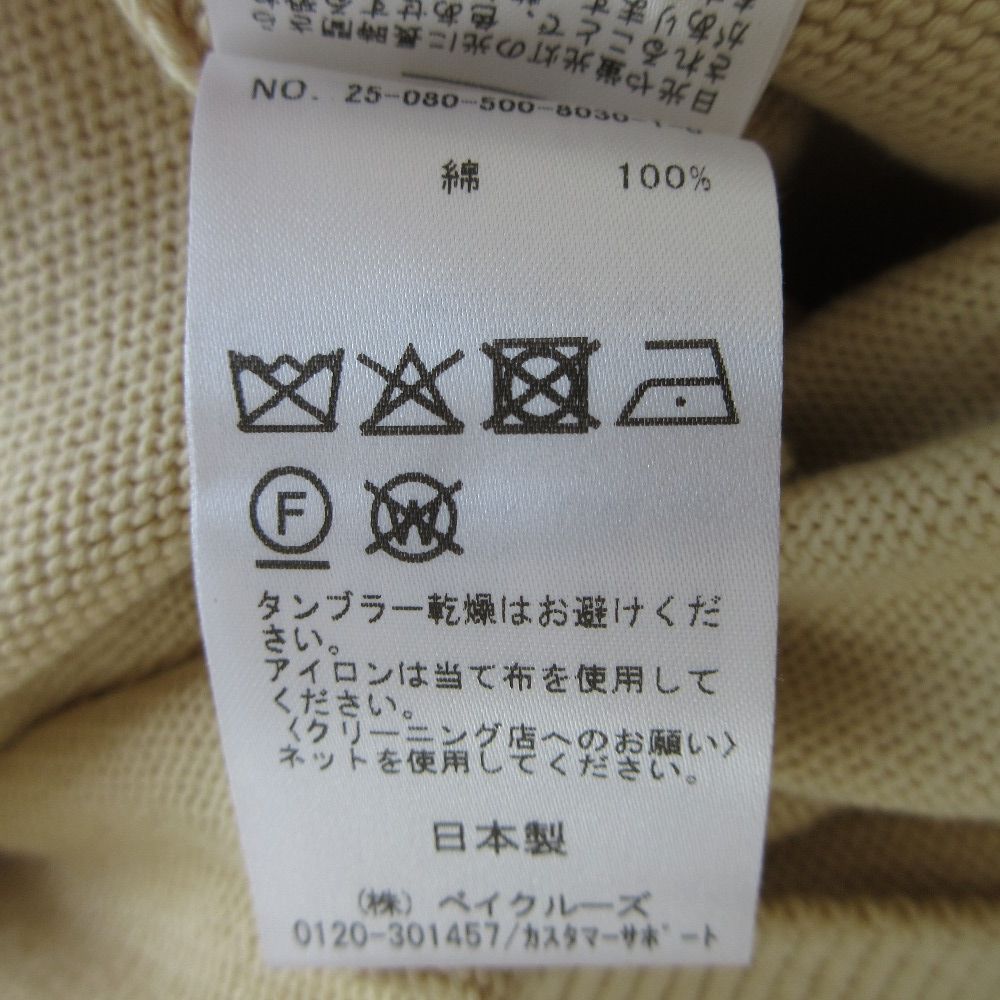 NO. 25-080-500-8030-1-
綿 100%
F
W
タンブラー乾燥はお避けくだ
さい。
アイロンは当て布を使用して
ください。
〈クリーニング店へのお願い〉
ネットを使用してください。
日本製
(株) ベイクルーズ
0120-301457/カスタマーサポート